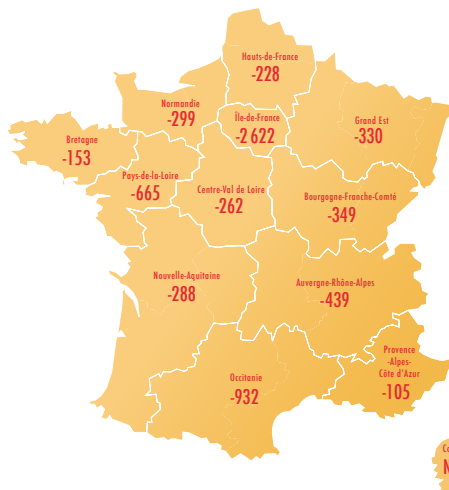 Hauts-de-France
-228
Normandie
-299
Île-de-France
-2 622
Grand Est
-330
Bretagne
-153
Pays-de-la-Loire
-665
Centre-Val de Loire
-262
Bourgogne-Franche-Comté
-349
Nouvelle-Aquitaine
-288
Auvergne-Rhône-Alpes
-439
Provence
-Alpes-
Côte d'Azur
-105
Occitanie
-932